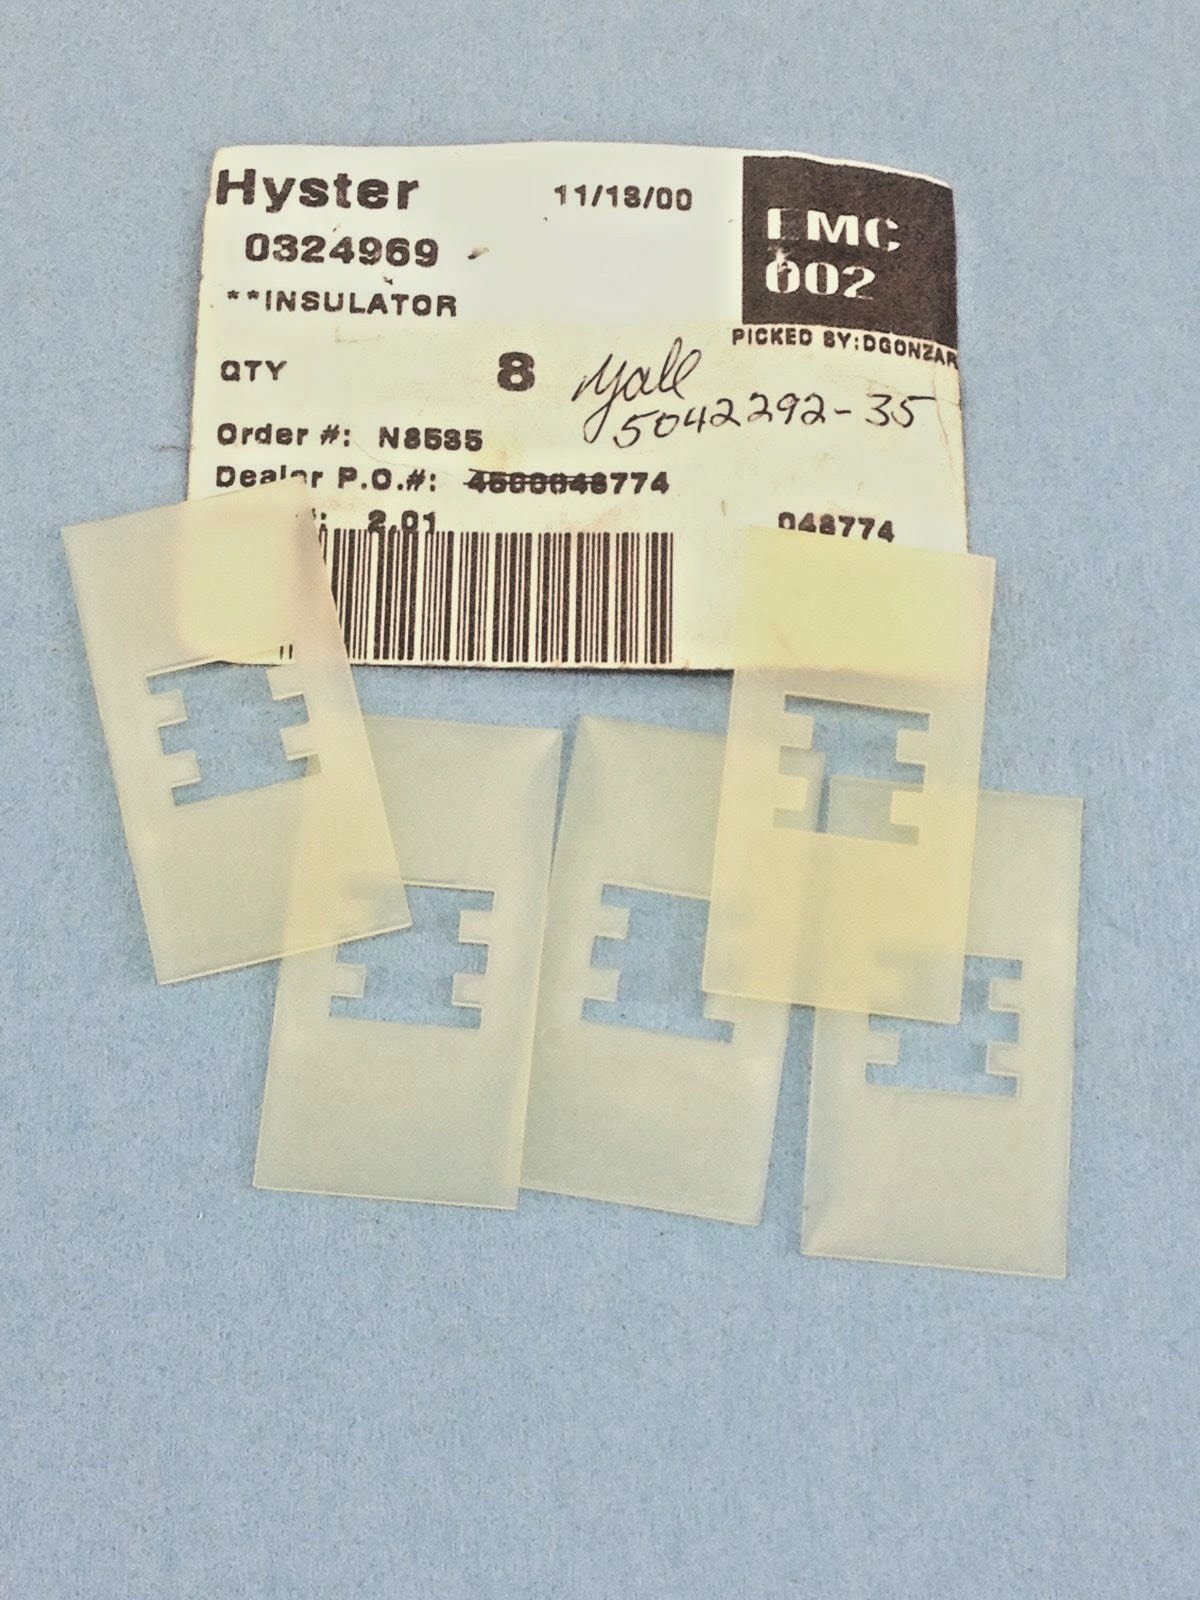 Hyster
11/13/00
EMC
002
0324969
**INSULATOR
PICKED BY:DGONZAR
QTY 8
Yale
5042292-35
Order #: N8535
Dealer P.O.#: 4500048774
2.01
048774